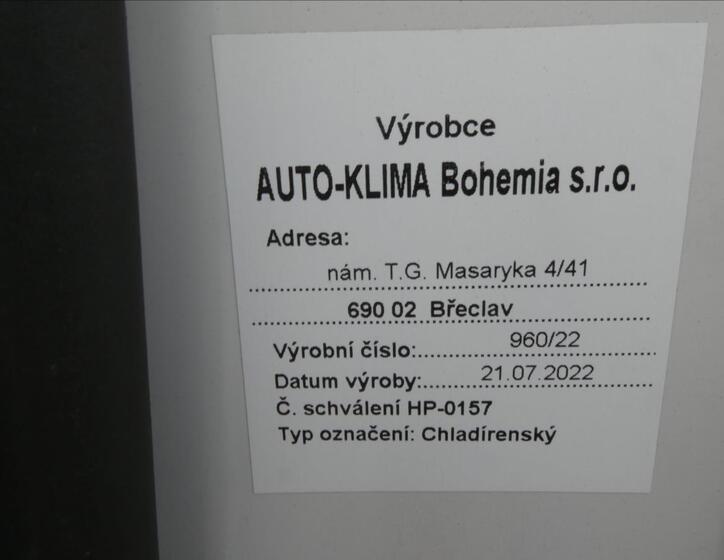 Výrobce
AUTO-KLIMA Bohemia s.r.o.
Adresa:
nám. T.G. Masaryka 4/41
690 02 Břeclav
Výrobní číslo:..........960/22
Datum výroby:..........21.07.2022
Č. schválení HP-0157
Typ označení: Chladírenský